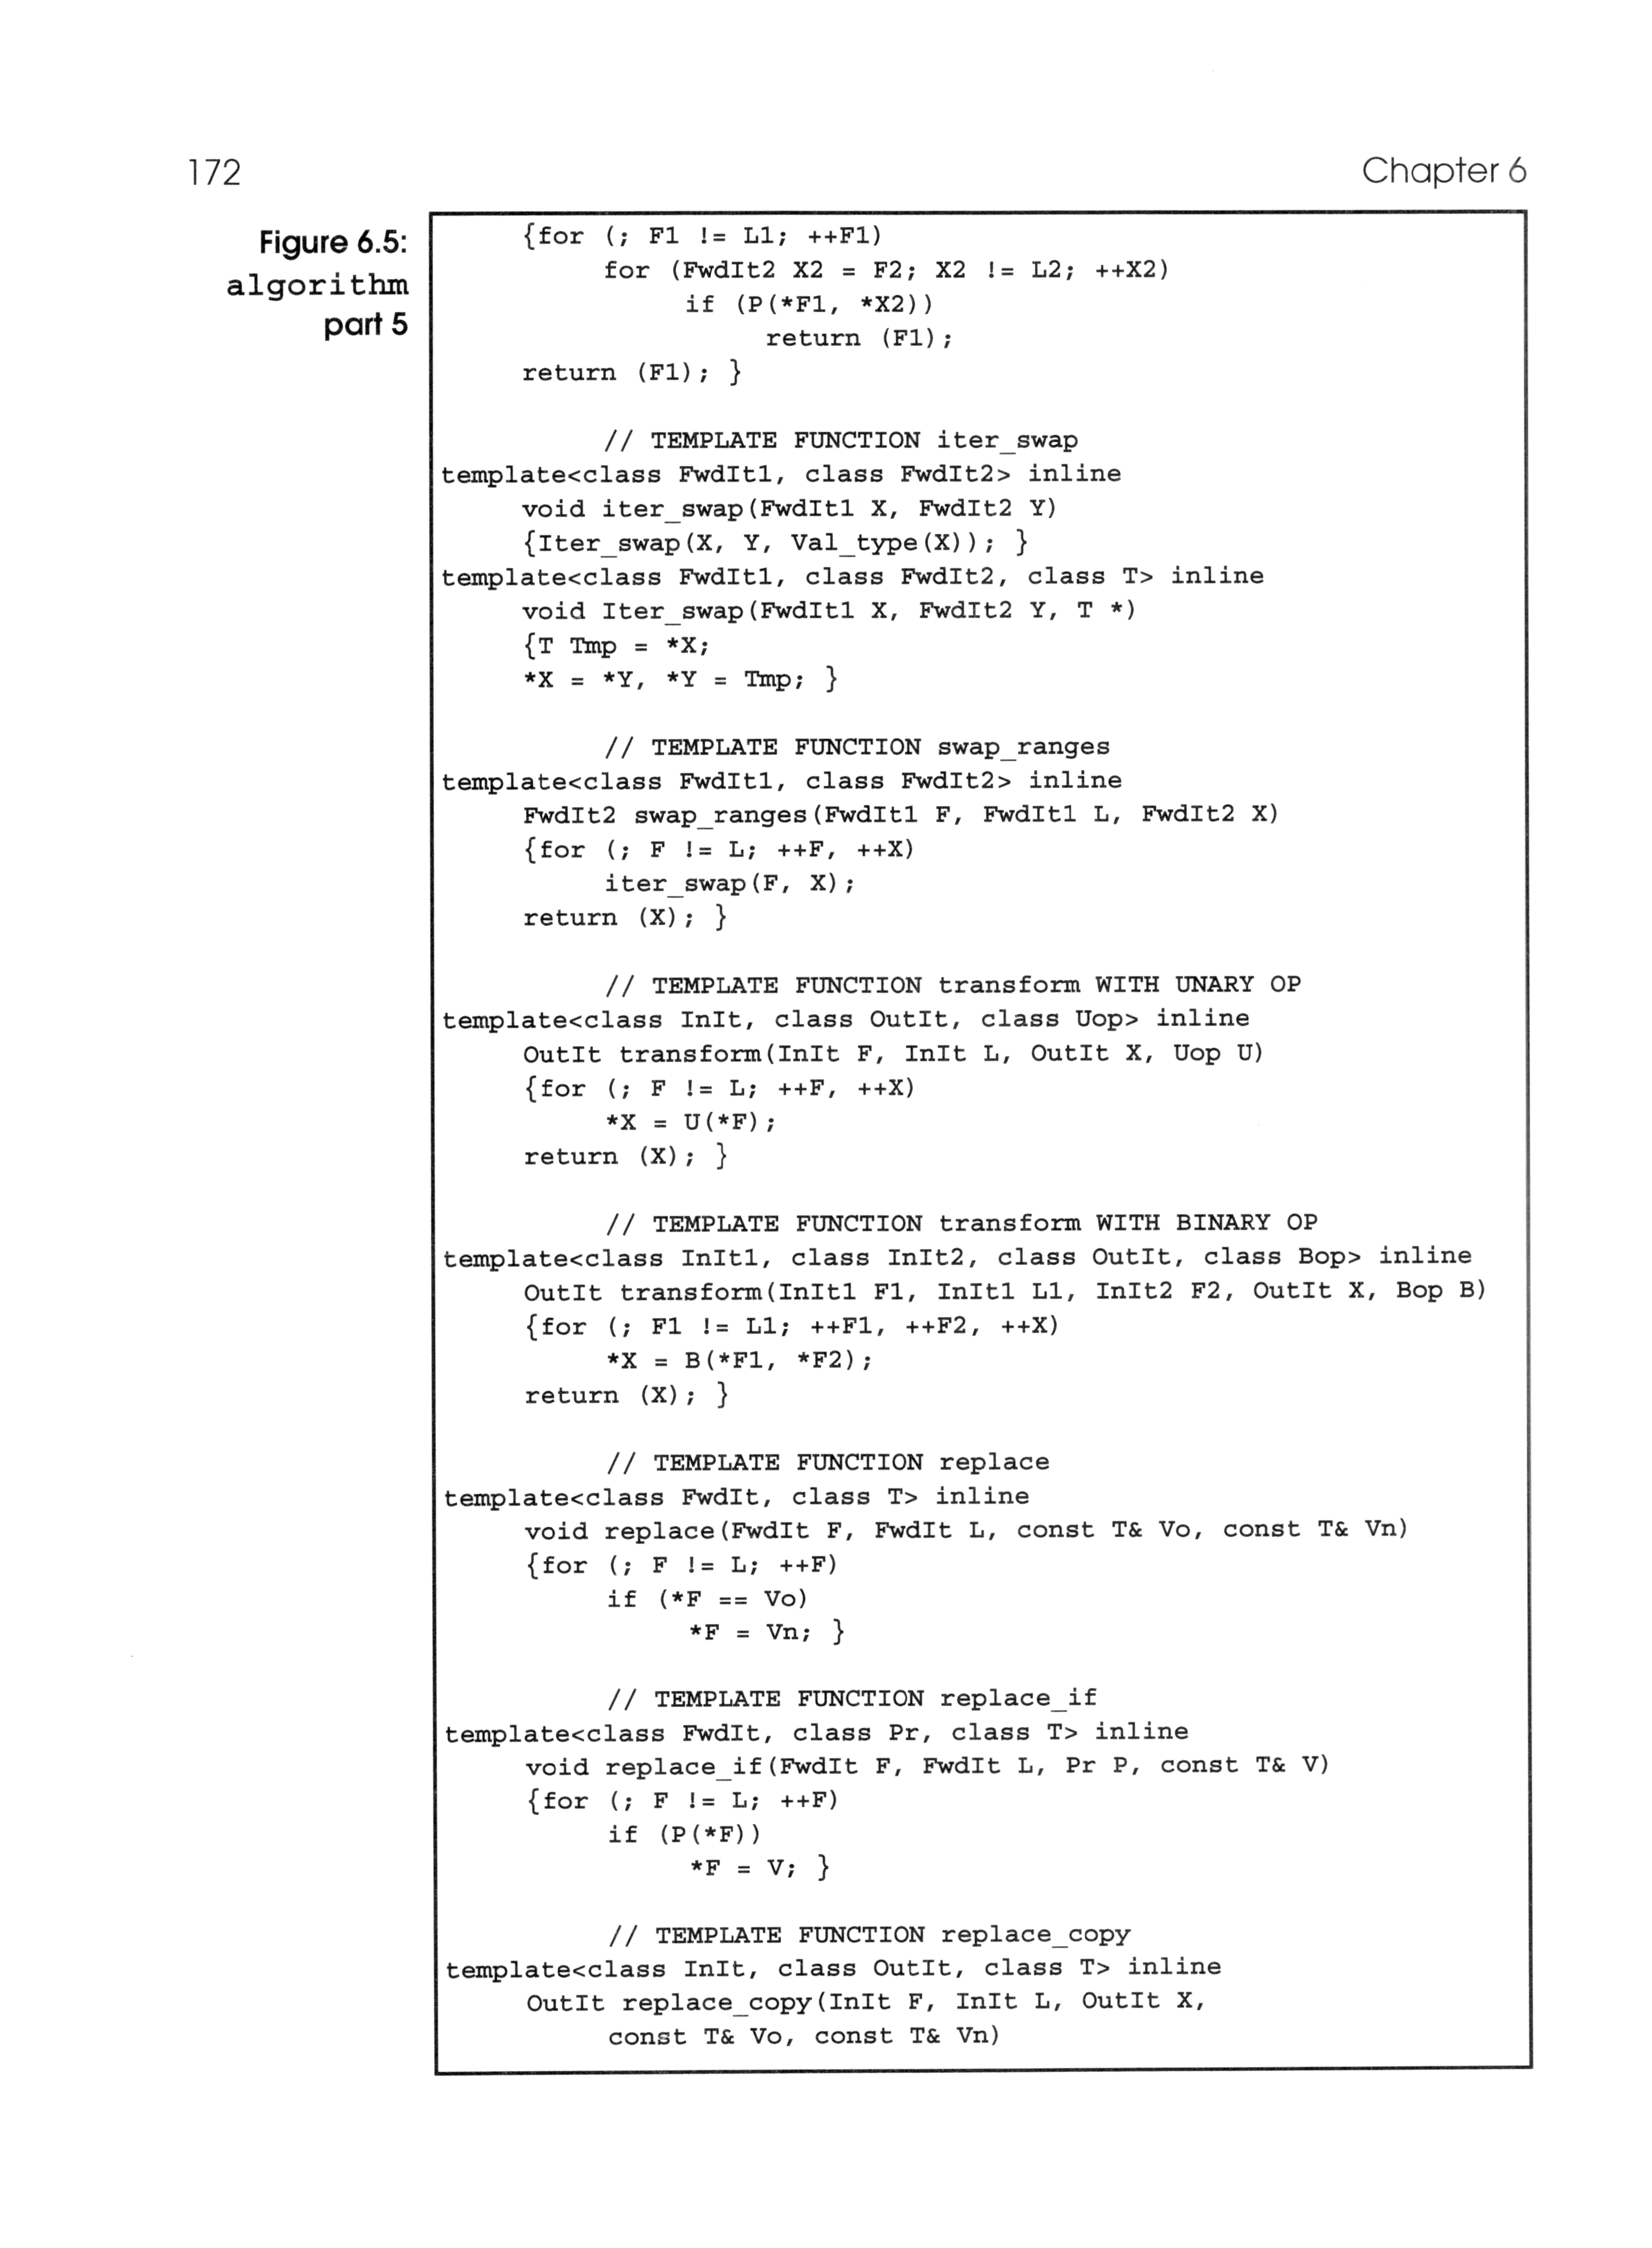 172
Chapter 6
Figure 6.5:
algorithm
part 5
{for (; F1 != L1; ++F1)
for (FwdIt2 X2 = F2; X2 != L2; ++X2)
if (P(*F1, *X2))
return (F1);
return (F1); }
// TEMPLATE FUNCTION iter_swap
template<class FwdIt1, class FwdIt2> inline
void iter_swap(FwdIt1 X, FwdIt2 Y)
{Iter_swap(X, Y, Val_type(X)); }
template<class FwdIt1, class FwdIt2, class T> inline
void Iter_swap(FwdIt1 X, FwdIt2 Y, T *)
{T Tmp = *X;
*X = *Y, *Y = Tmp; }
// TEMPLATE FUNCTION swap_ranges
template<class FwdIt1, class FwdIt2> inline
FwdIt2 swap_ranges(FwdIt1 F, FwdIt1 L, FwdIt2 X)
{for (; F != L; ++F, ++X)
iter_swap(F, X);
return (X); }
// TEMPLATE FUNCTION transform WITH UNARY OP
template<class InIt, class OutIt, class Uop> inline
OutIt transform(InIt F, InIt L, OutIt X, Uop U)
{for (; F != L; ++F, ++X)
*X = U(*F);
return (X); }
// TEMPLATE FUNCTION transform WITH BINARY OP
template<class InIt1, class InIt2, class OutIt, class Bop> inline
OutIt transform(InIt1 F1, InIt1 L1, InIt2 F2, OutIt X, Bop B)
{for (; F1 != L1; ++F1, ++F2, ++X)
*X = B(*F1, *F2);
return (X); }
// TEMPLATE FUNCTION replace
template<class FwdIt, class T> inline
void replace(FwdIt F, FwdIt L, const T& Vo, const T& Vn)
{for (; F != L; ++F)
if (*F == Vo)
*F = Vn; }
// TEMPLATE FUNCTION replace_if
template<class FwdIt, class Pr, class T> inline
void replace_if(FwdIt F, FwdIt L, Pr P, const T& V)
{for (; F != L; ++F)
if (P(*F))
*F = V; }
// TEMPLATE FUNCTION replace_copy
template<class InIt, class OutIt, class T> inline
OutIt replace_copy(InIt F, InIt L, OutIt X,
const T& Vo, const T& Vn)